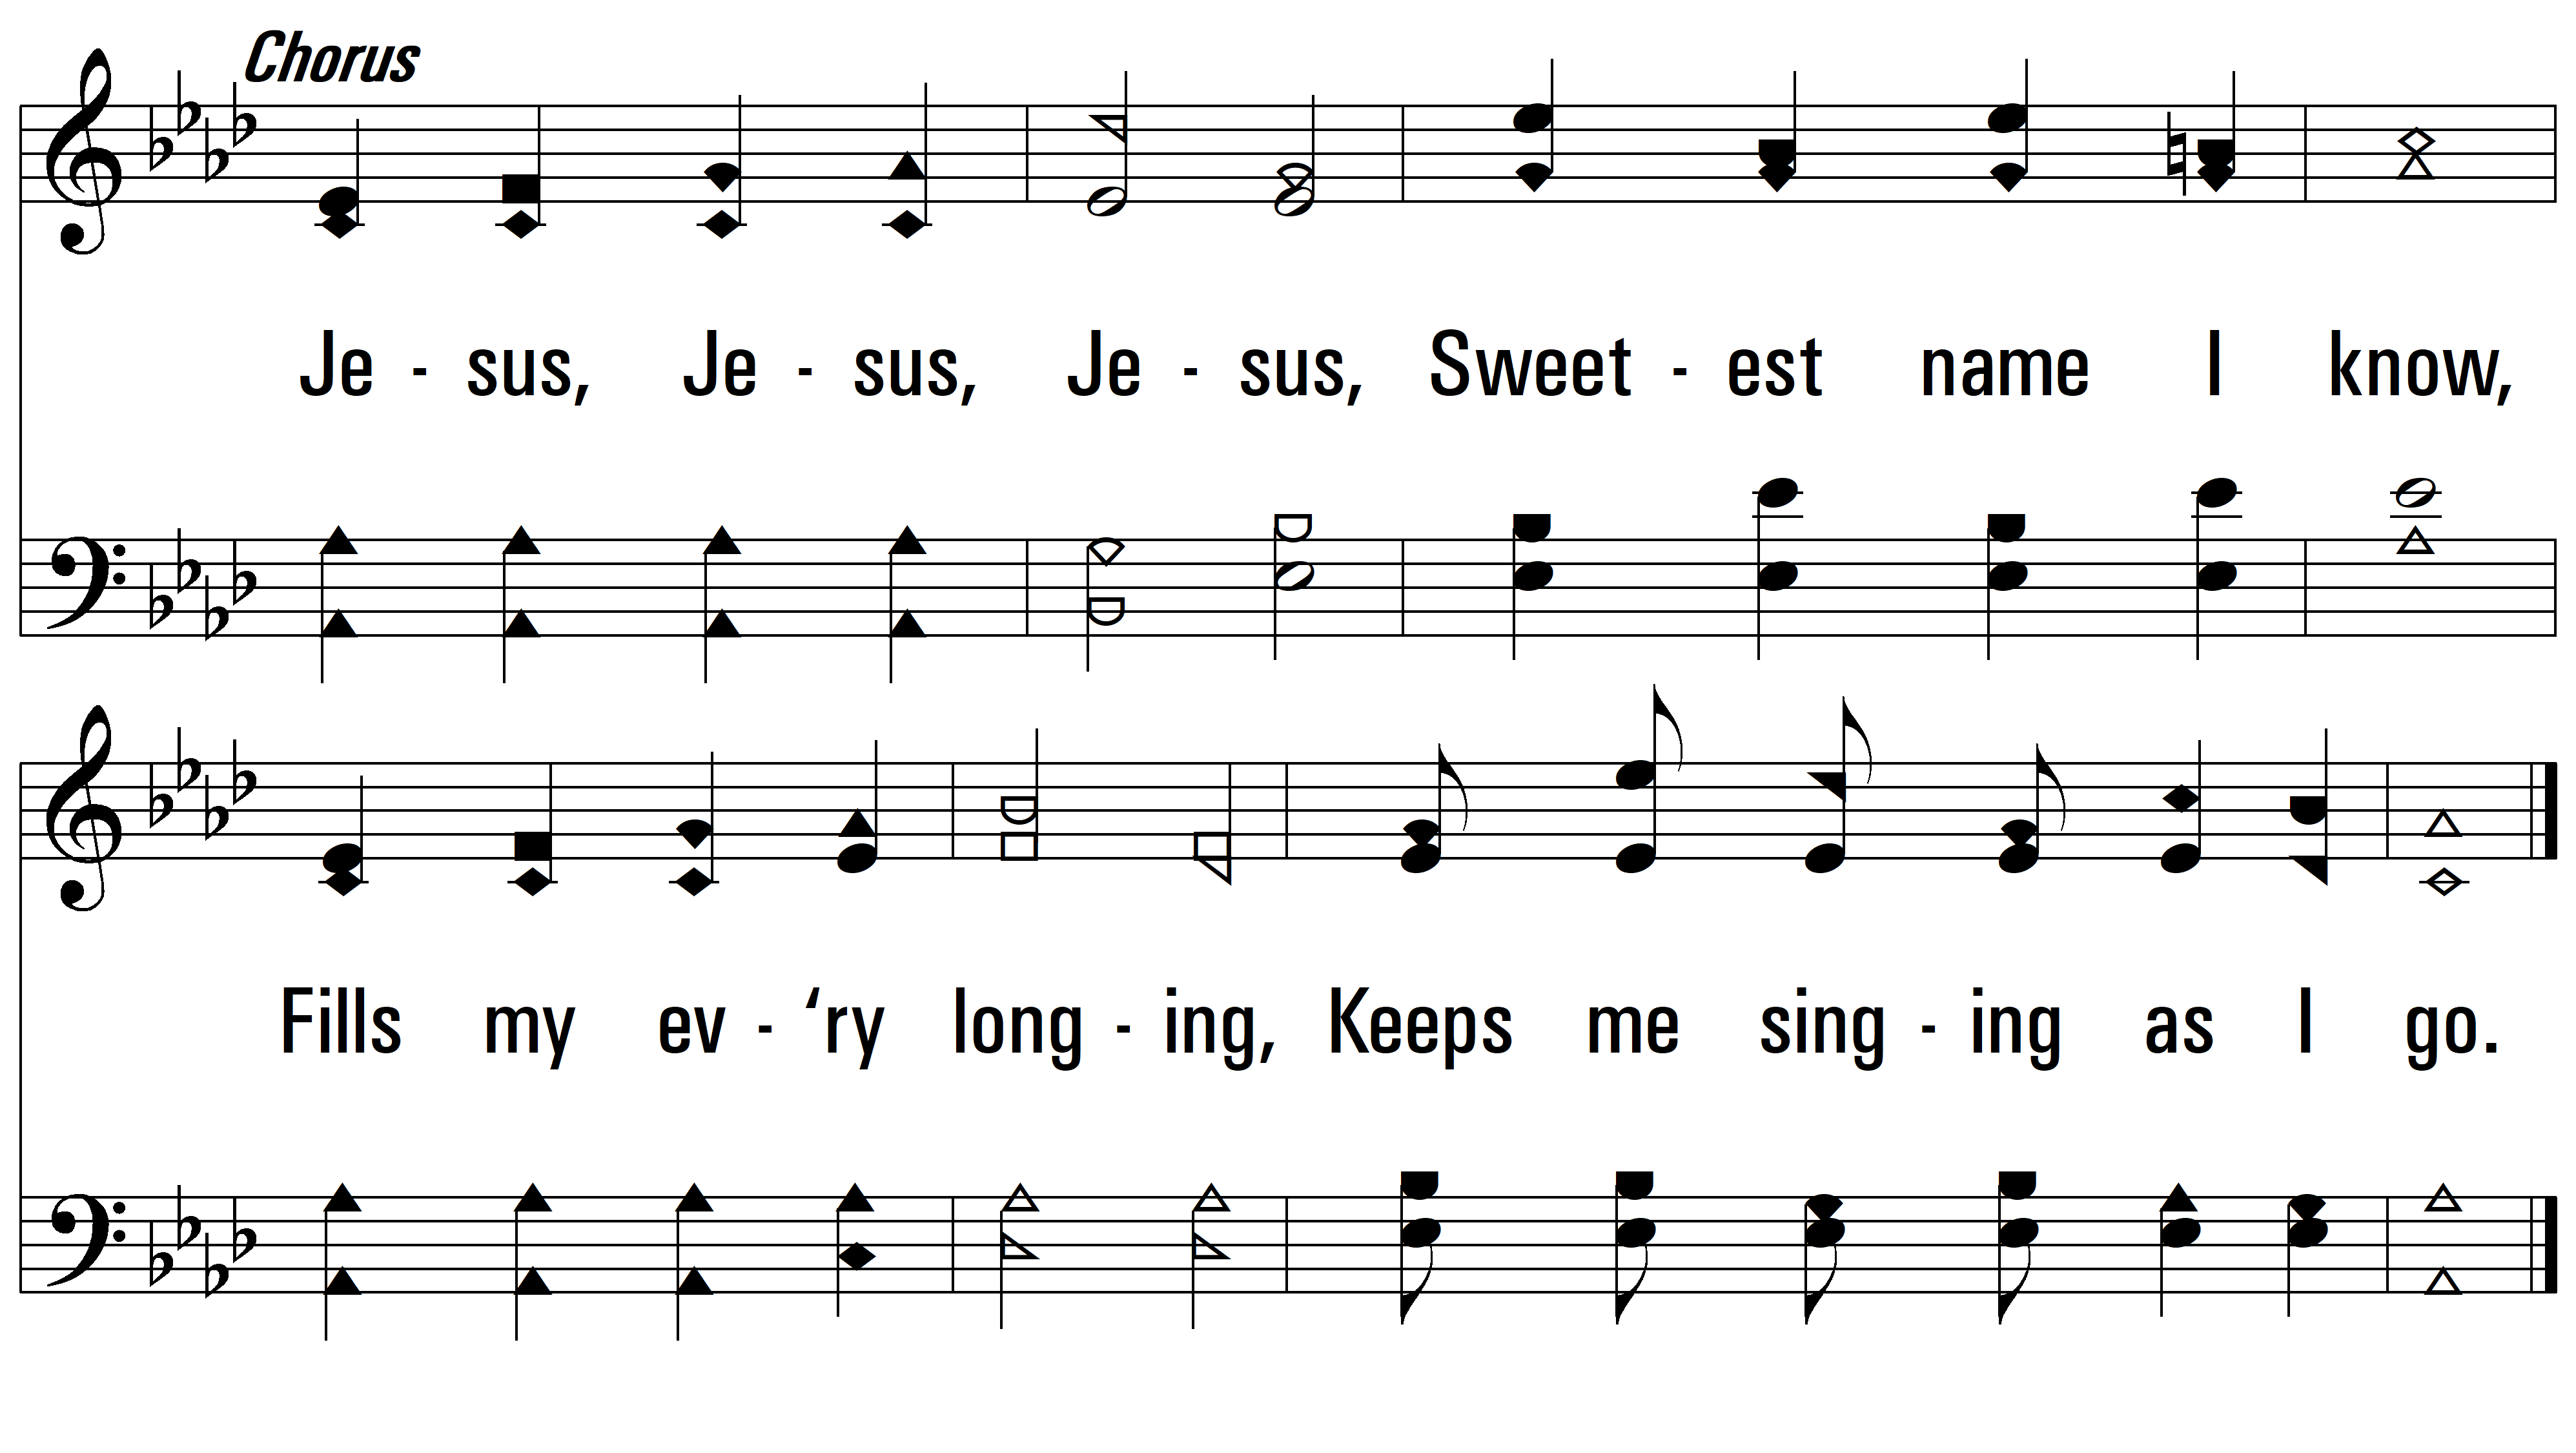 Chorus
Je - sus, Je - sus, Je - sus, Sweet - est name I know,
Fills my ev - ‘ry long - ing, Keeps me sing - ing as I go.